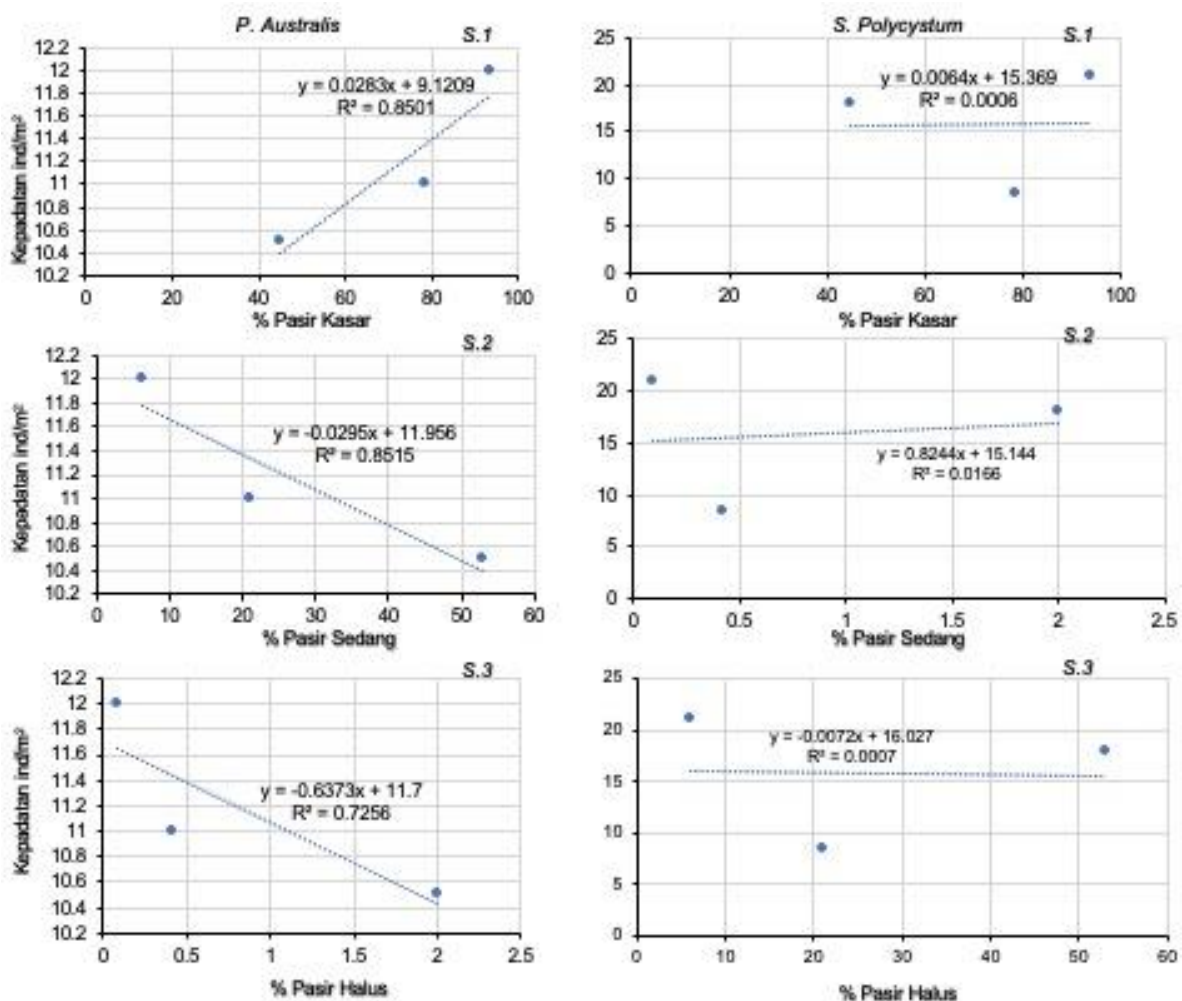 P. Australis
S.1
12.2
12
11.8
11.6
11.4
11.2
11
10.8
10.6
10.4
10.2
Kepadatan ind/m²
y = 0.0283x + 9.1209
R² = 0.8501
0 20 40 60 80 100
% Pasir Kasar
S. Polycystum
S.1
25
20
15
10
5
0
y = 0.0064x + 15.369
R² = 0.0006
0 20 40 60 80 100
% Pasir Kasar
S.2
12.2
12
11.8
11.6
11.4
11.2
11
10.8
10.6
10.4
10.2
Kepadatan ind/m²
y = -0.0295x + 11.956
R² = 0.8515
0 10 20 30 40 50 60
% Pasir Sedang
S.2
25
20
15
10
5
0
y = 0.8244x + 15.144
R² = 0.0166
0 0.5 1 1.5 2 2.5
% Pasir Sedang
S.3
12.2
12
11.8
11.6
11.4
11.2
11
10.8
10.6
10.4
10.2
Kepadatan ind/m²
y = -0.6373x + 11.7
R² = 0.7256
0 0.5 1 1.5 2 2.5
% Pasir Halus
S.3
25
20
15
10
5
0
y = -0.0072x + 16.027
R² = 0.0007
0 10 20 30 40 50 60
% Pasir Halus